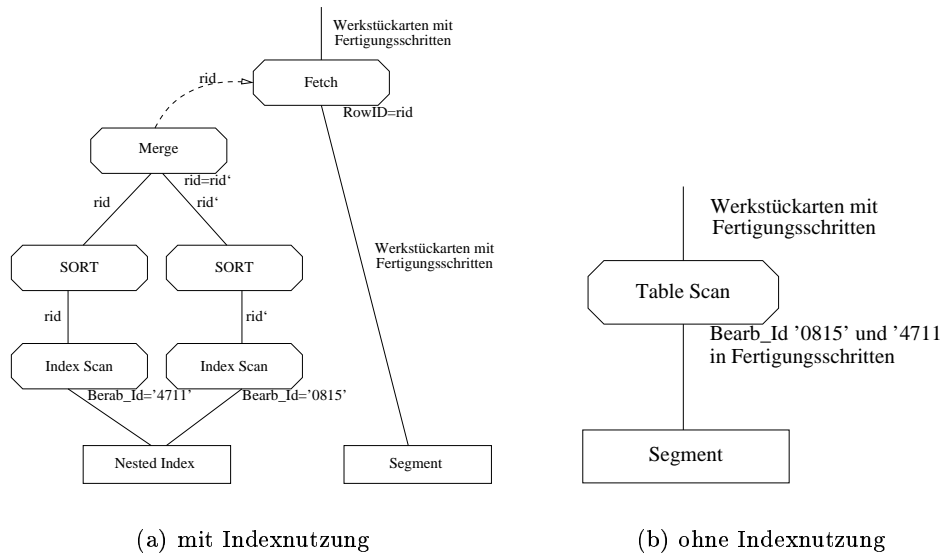 Werkstückarten mit
Fertigungsschritten
rid
Fetch
RowID=rid
Merge
rid=rid‘
rid
rid‘
Werkstückarten mit
Fertigungsschritten
SORT
SORT
rid
rid‘
Index Scan
Index Scan
Berab_Id=’4711’
Bearb_Id=’0815’
Nested Index
Segment
(a) mit Indexnutzung
Werkstückarten mit
Fertigungsschritten
Table Scan
Bearb_Id ’0815’ und ’4711
in Fertigungsschritten
Segment
(b) ohne Indexnutzung